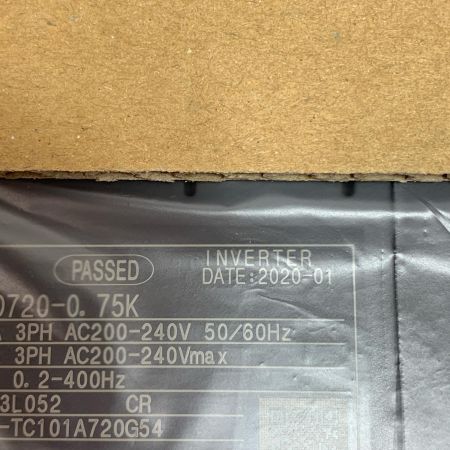 PASSED INVERTER
DATE:2020-01
D720-0.75K
3PH AC200-240V 50/60Hz
3PH AC200-240Vmax
0.2-400Hz
3L052 CR
-TC101A720G54